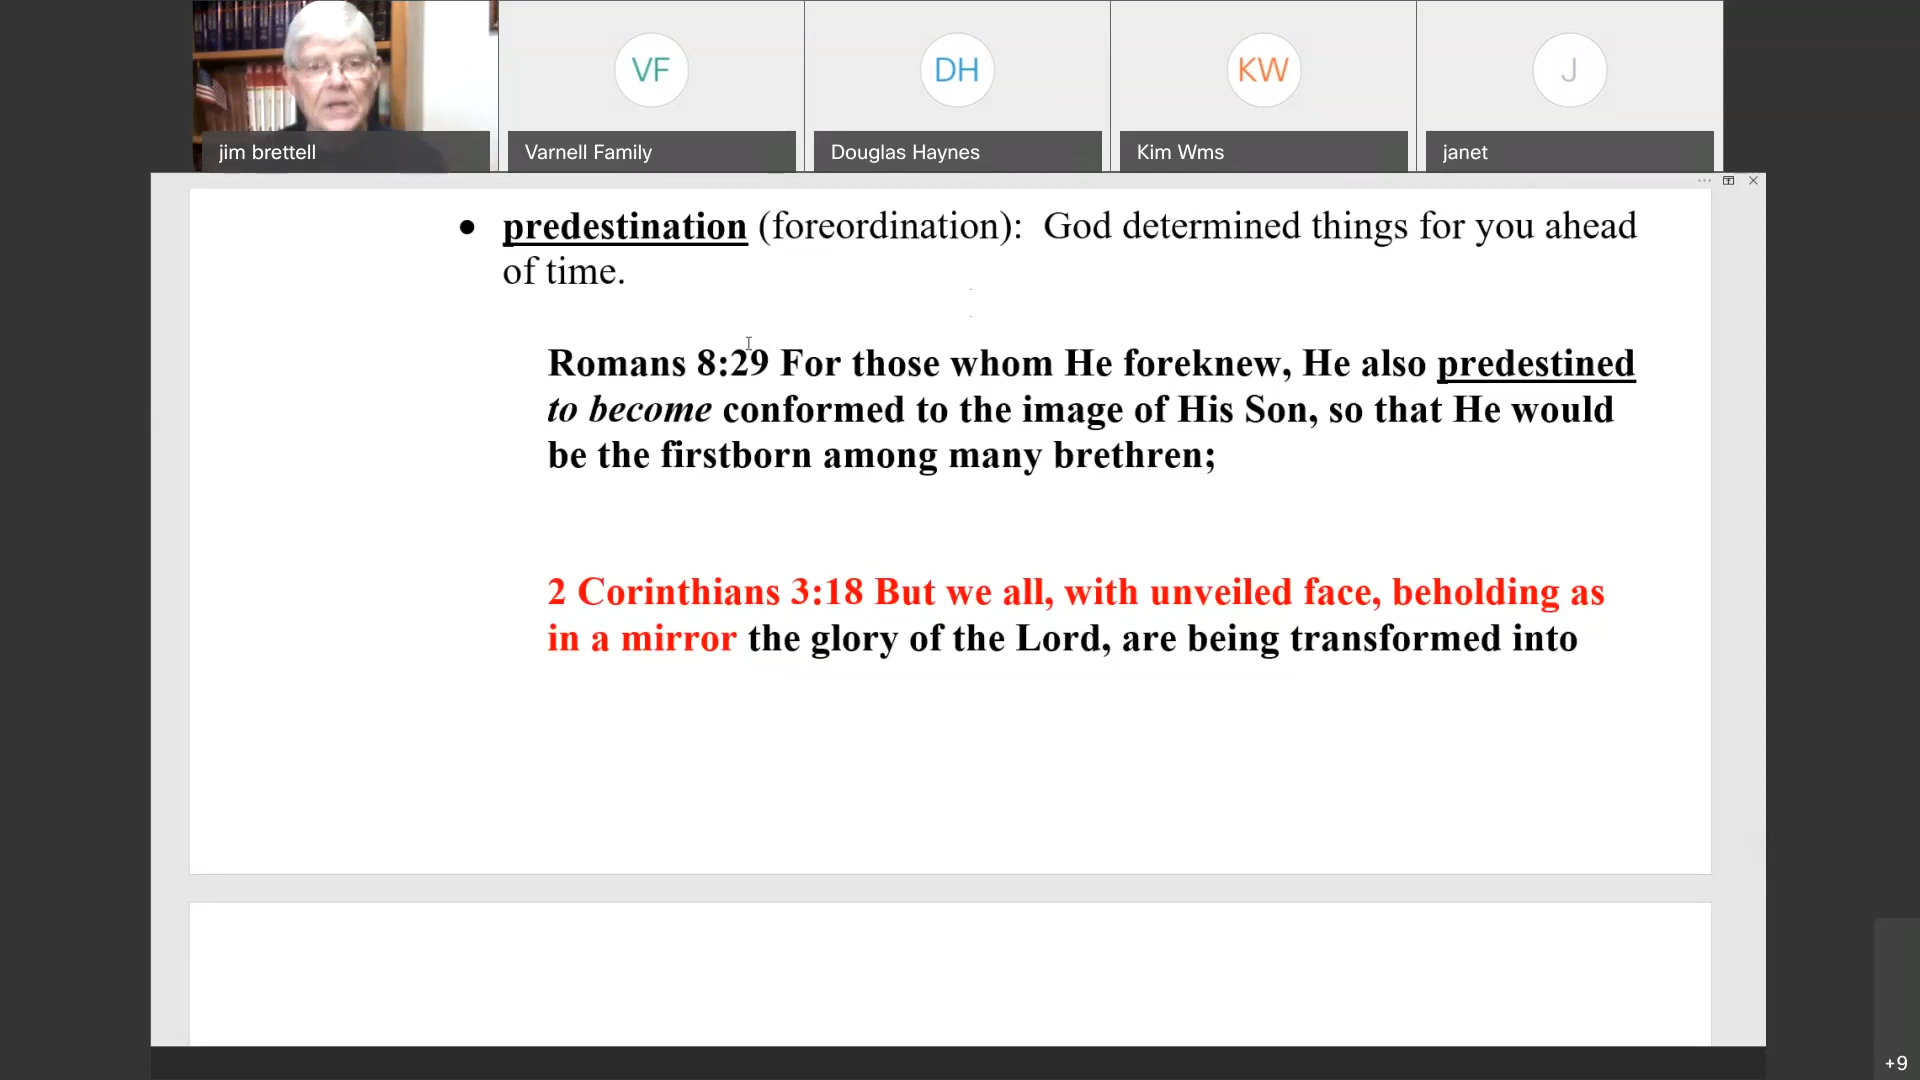 VF
DH
KW
J
jim brettell
Varnell Family
Douglas Haynes
Kim Wms
janet
• predestination (foreordination):  God determined things for you ahead
of time.
Romans 8:29 For those whom He foreknew, He also predestined
to become conformed to the image of His Son, so that He would
be the firstborn among many brethren;
2 Corinthians 3:18 But we all, with unveiled face, beholding as
in a mirror the glory of the Lord, are being transformed into
+9